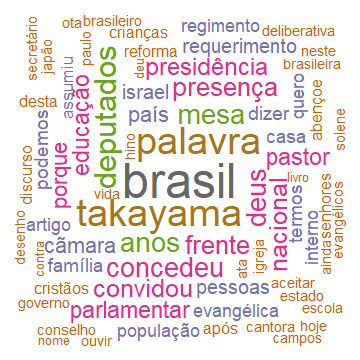 ota brasileiro
crianças
regimento
deliberativa
secretário
japão
paulo
deu
reforma
requerimento
neste
brasileira
presidência
assumiu
educação
deputados
israel
presença
quero
abençoe
solene
desta
país
mesa
dizer
podemos
porque
hino
palavra
casa
pastor
discurso
vida
brasil
deus
livro
nacional
termos
takayama
desenho
artigo
anos
frente
interno
andasenhores
evangélicos
cãmara
contra
família
concedeu
ata
igreja
cristãos
convidou
pessoas
aceitar
evangélica
estado
governo
parlamentar
escola
conselho
população
após
cantora
hoje
nome
ouvir
campos